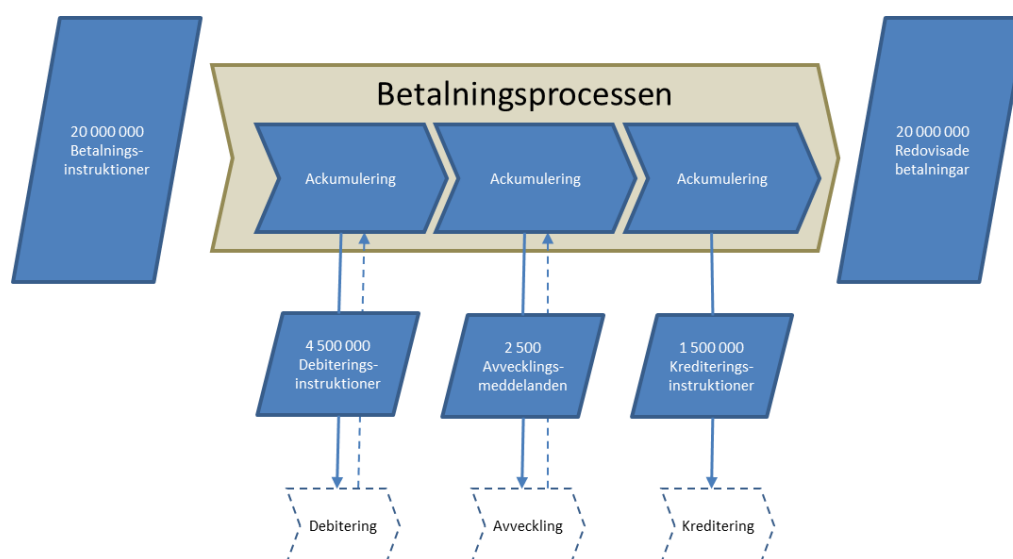 Betalningsprocessen
20 000 000
Betalnings-
instruktioner
Ackumulering
Ackumulering
Ackumulering
20 000 000
Redovisade
betalningar
4 500 000
Debiterings-
instruktioner
2 500
Avvecklings-
meddelanden
1 500 000
Krediterings-
instruktioner
Debitering
Avveckling
Kreditering